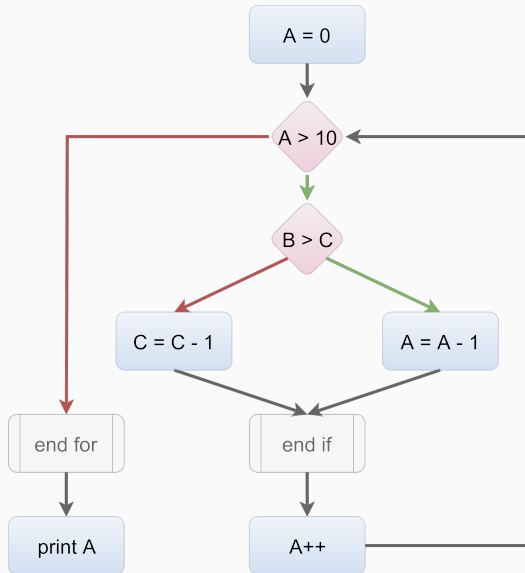 A = 0
A > 10
B > C
C = C - 1
A = A - 1
end for
end if
print A
A++